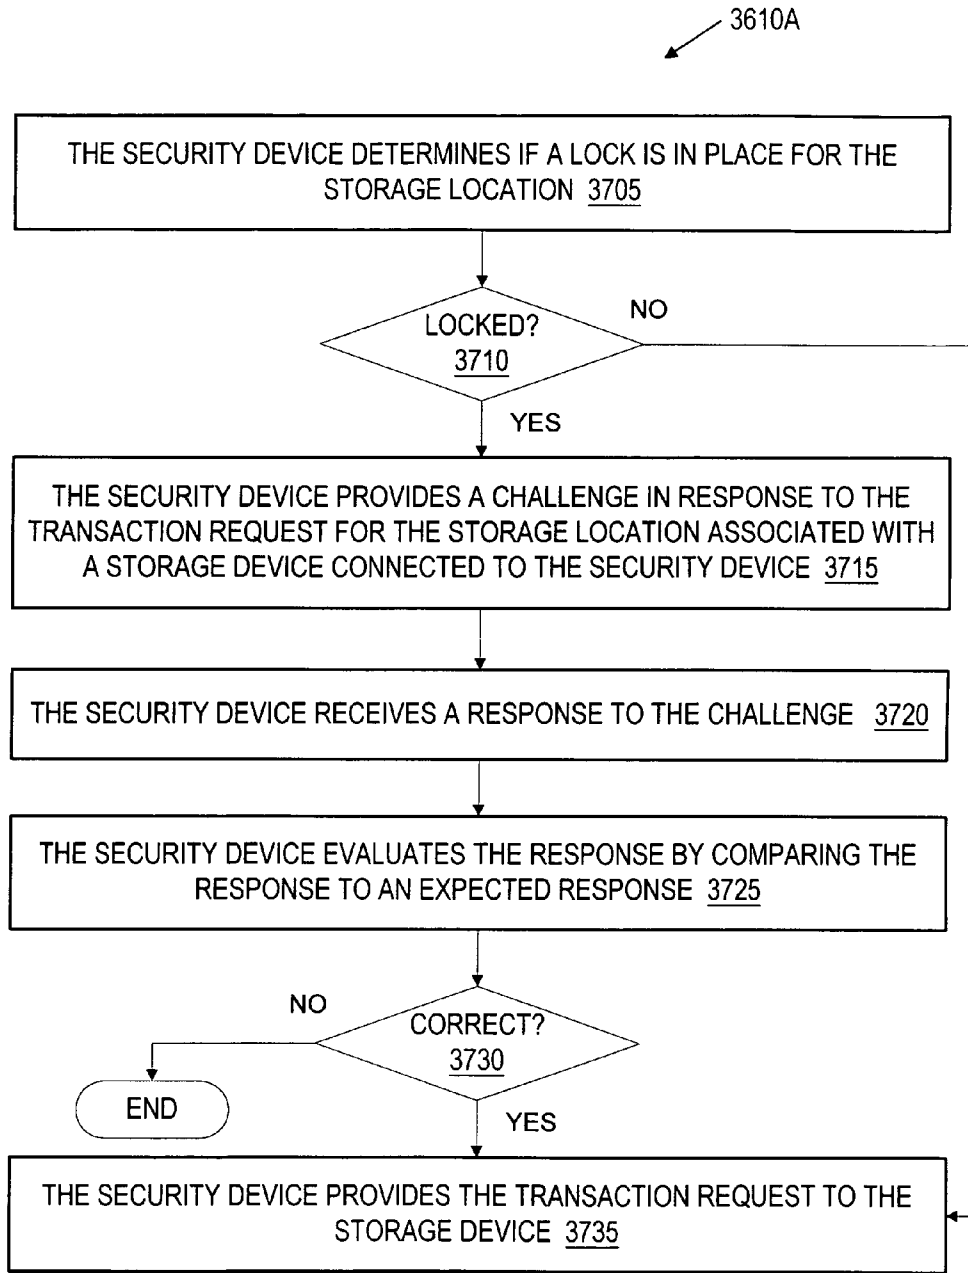 3610A
THE SECURITY DEVICE DETERMINES IF A LOCK IS IN PLACE FOR THE
STORAGE LOCATION 3705
LOCKED?
3710
NO
YES
THE SECURITY DEVICE PROVIDES A CHALLENGE IN RESPONSE TO THE
TRANSACTION REQUEST FOR THE STORAGE LOCATION ASSOCIATED WITH
A STORAGE DEVICE CONNECTED TO THE SECURITY DEVICE 3715
THE SECURITY DEVICE RECEIVES A RESPONSE TO THE CHALLENGE 3720
THE SECURITY DEVICE EVALUATES THE RESPONSE BY COMPARING THE
RESPONSE TO AN EXPECTED RESPONSE 3725
NO
CORRECT?
3730
END
YES
THE SECURITY DEVICE PROVIDES THE TRANSACTION REQUEST TO THE
STORAGE DEVICE 3735